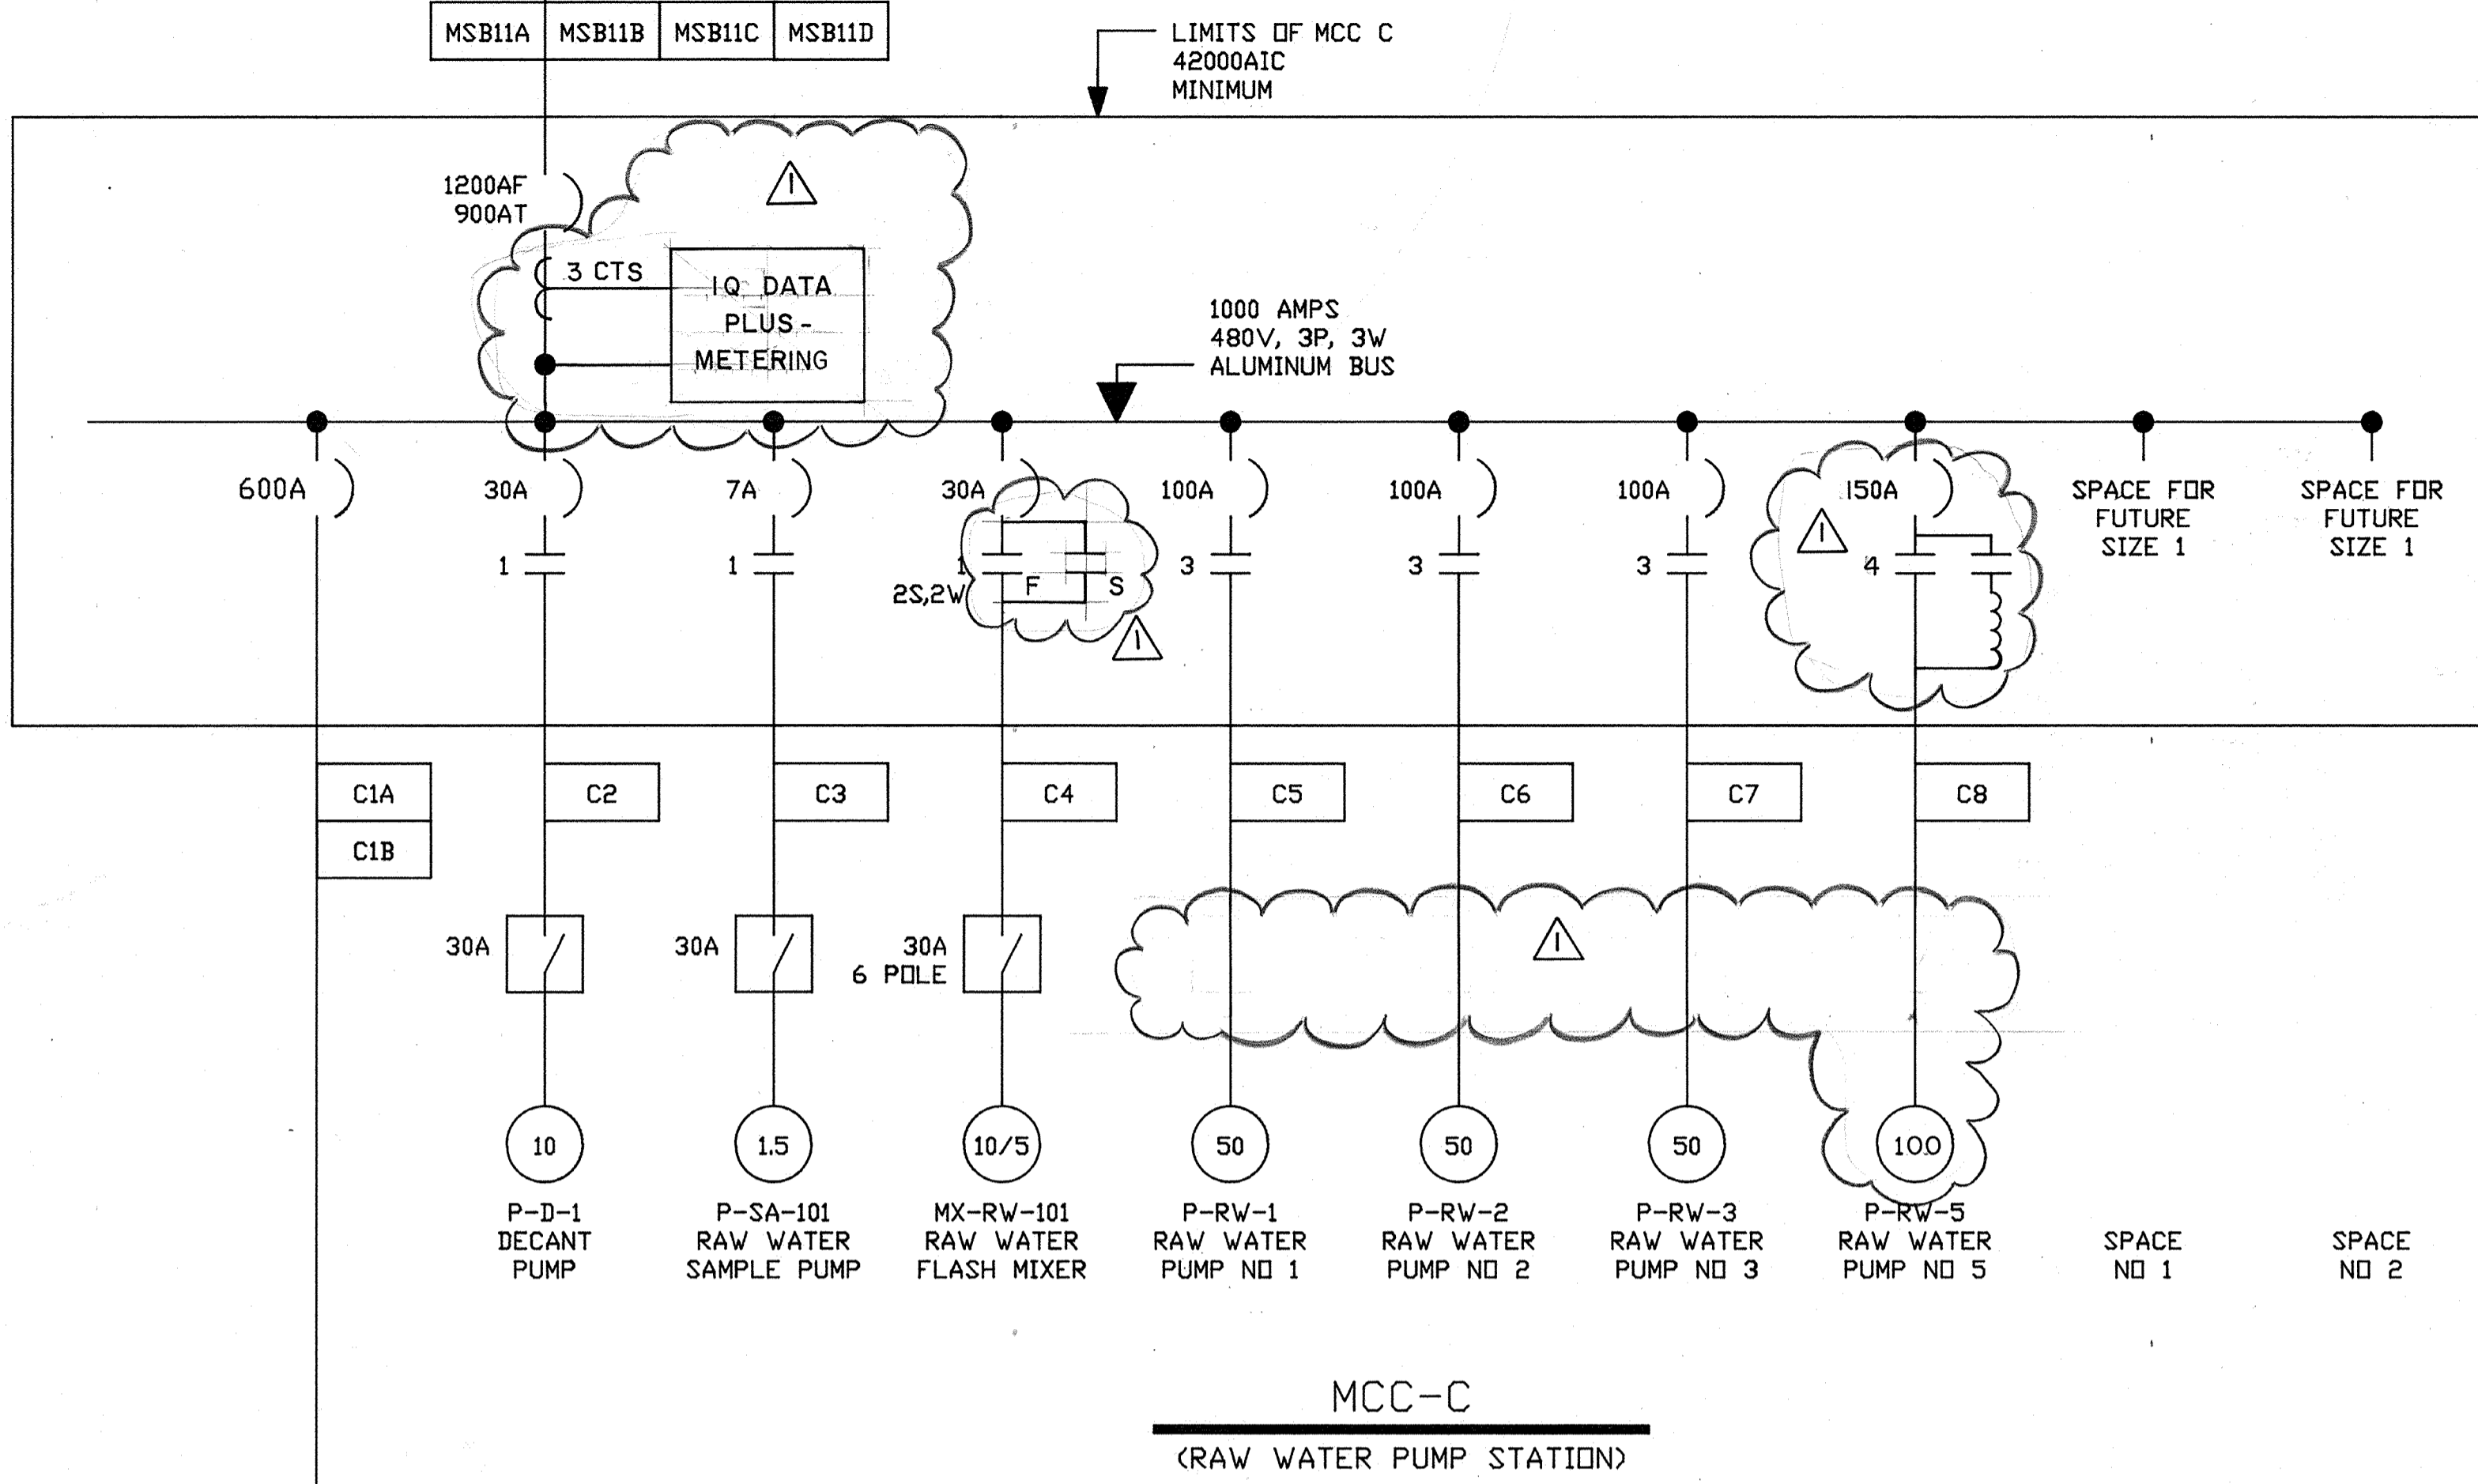 MSB11A MSB11B MSB11C MSB11D
LIMITS OF MCC C
42000AIC
MINIMUM
1200AF
900AT
1
3 CTS
IQ DATA
PLUS-
METERING
1000 AMPS
480V, 3P, 3W
ALUMINUM BUS
600A
30A
7A
30A
100A
100A
100A
150A
SPACE FOR
FUTURE
SIZE 1
SPACE FOR
FUTURE
SIZE 1
1
1
1
2S,2W
F
S
1
3
3
3
1
4
C1A
C1B
C2
C3
C4
C5
C6
C7
C8
30A
30A
30A
6 POLE
1
10
1.5
10/5
50
50
50
100
P-D-1
DECANT
PUMP
P-SA-101
RAW WATER
SAMPLE PUMP
MX-RW-101
RAW WATER
FLASH MIXER
P-RW-1
RAW WATER
PUMP NO 1
P-RW-2
RAW WATER
PUMP NO 2
P-RW-3
RAW WATER
PUMP NO 3
P-RW-5
RAW WATER
PUMP NO 5
SPACE
NO 1
SPACE
NO 2
MCC-C
(RAW WATER PUMP STATION)